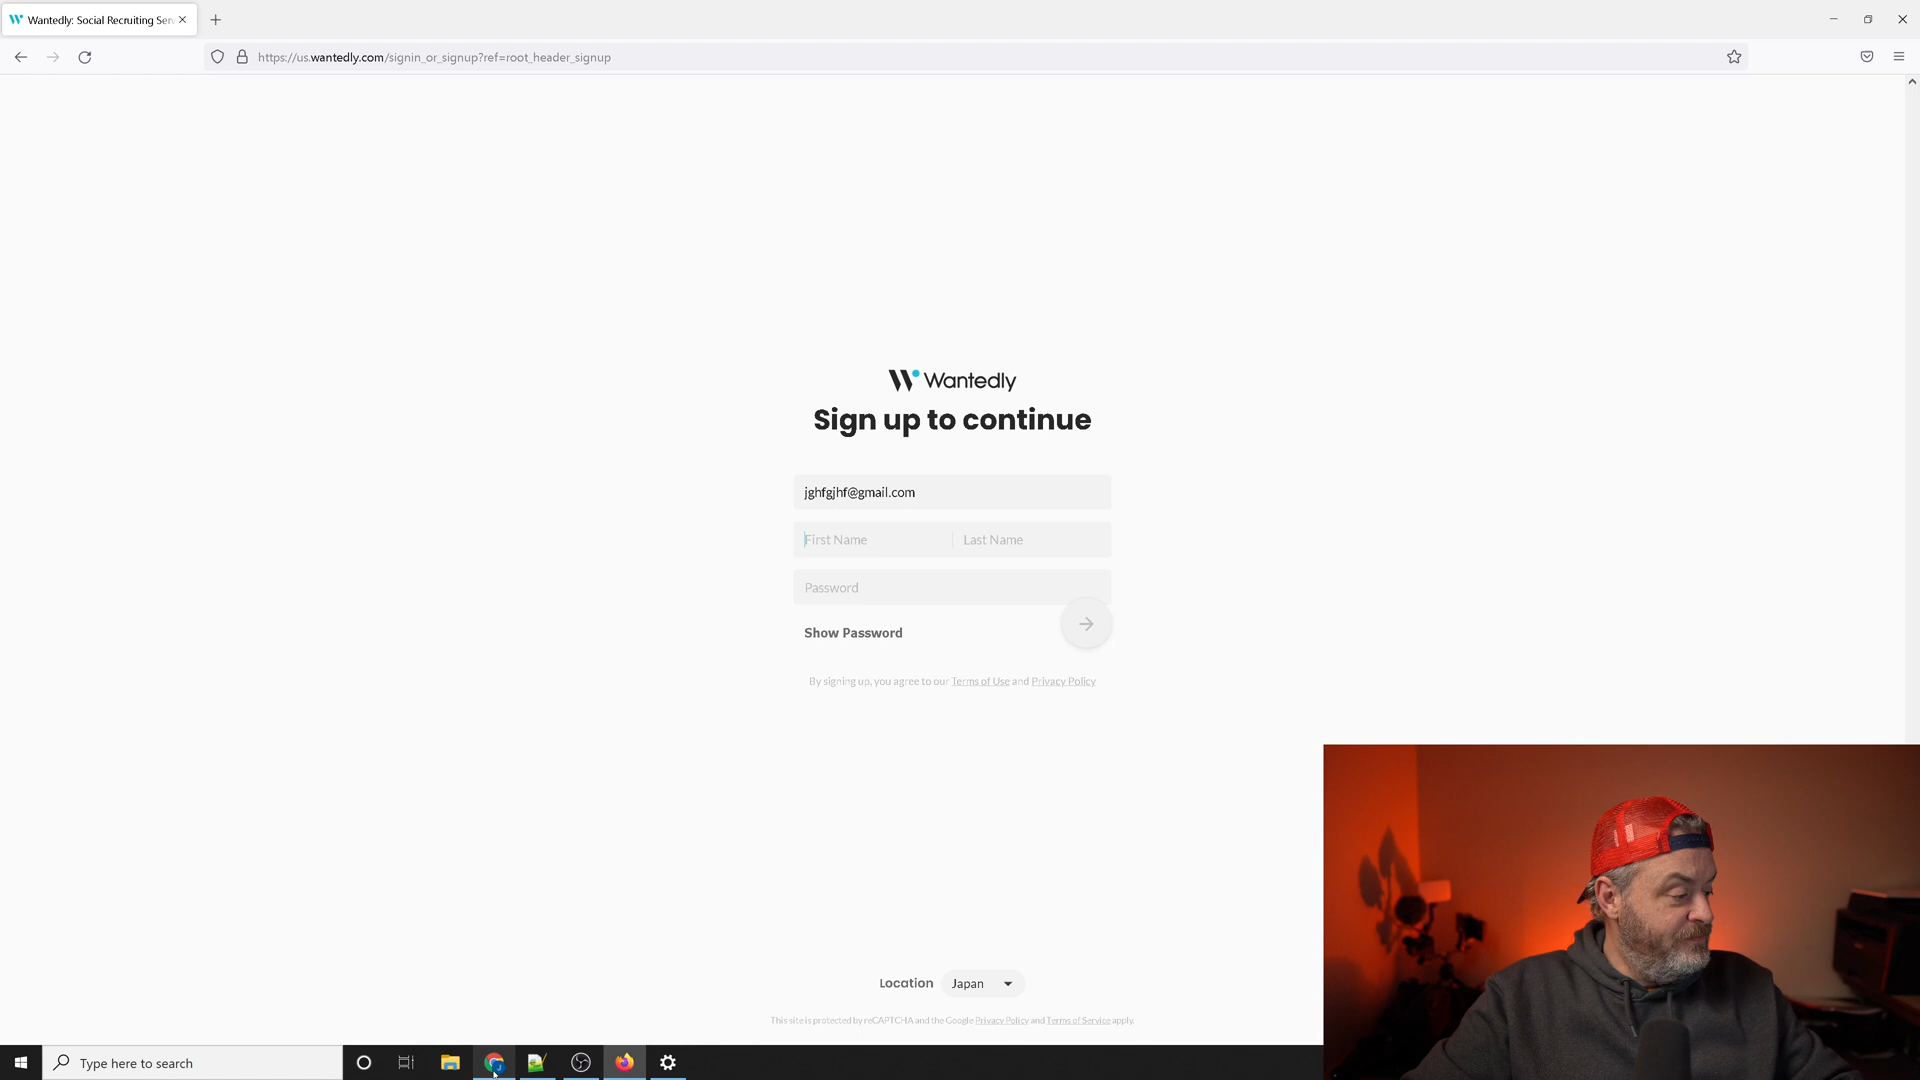 Wantedly: Social Recruiting Ser
https://us.wantedly.com/signin_or_signup?ref=root_header_signup
Wantedly
Sign up to continue
jghfgjhf@gmail.com
First Name Last Name
Password
Show Password
By signing up, you agree to our Terms of Use and Privacy Policy
Location Japan
This site is protected by reCAPTCHA and the Google Privacy Policy and Terms of Service apply.
Type here to search